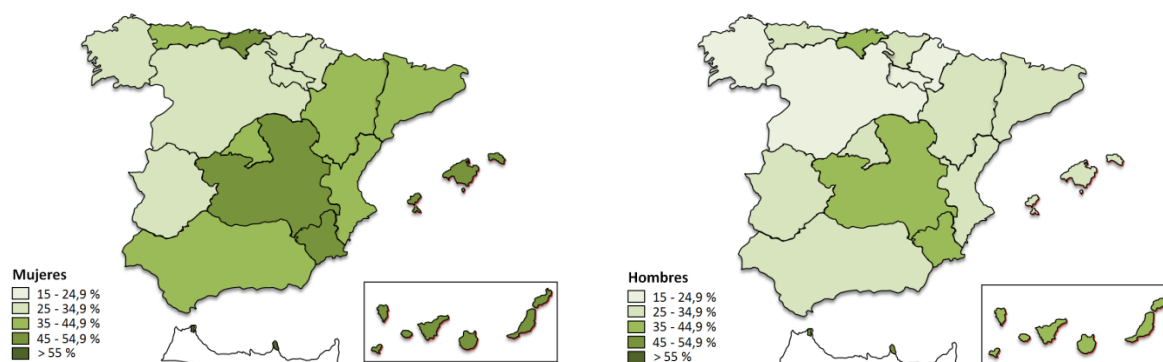 Mujeres
15 - 24,9 %
25 - 34,9 %
35 - 44,9 %
45 - 54,9 %
> 55 %
Hombres
15 - 24,9 %
25 - 34,9 %
35 - 44,9 %
45 - 54,9 %
> 55 %